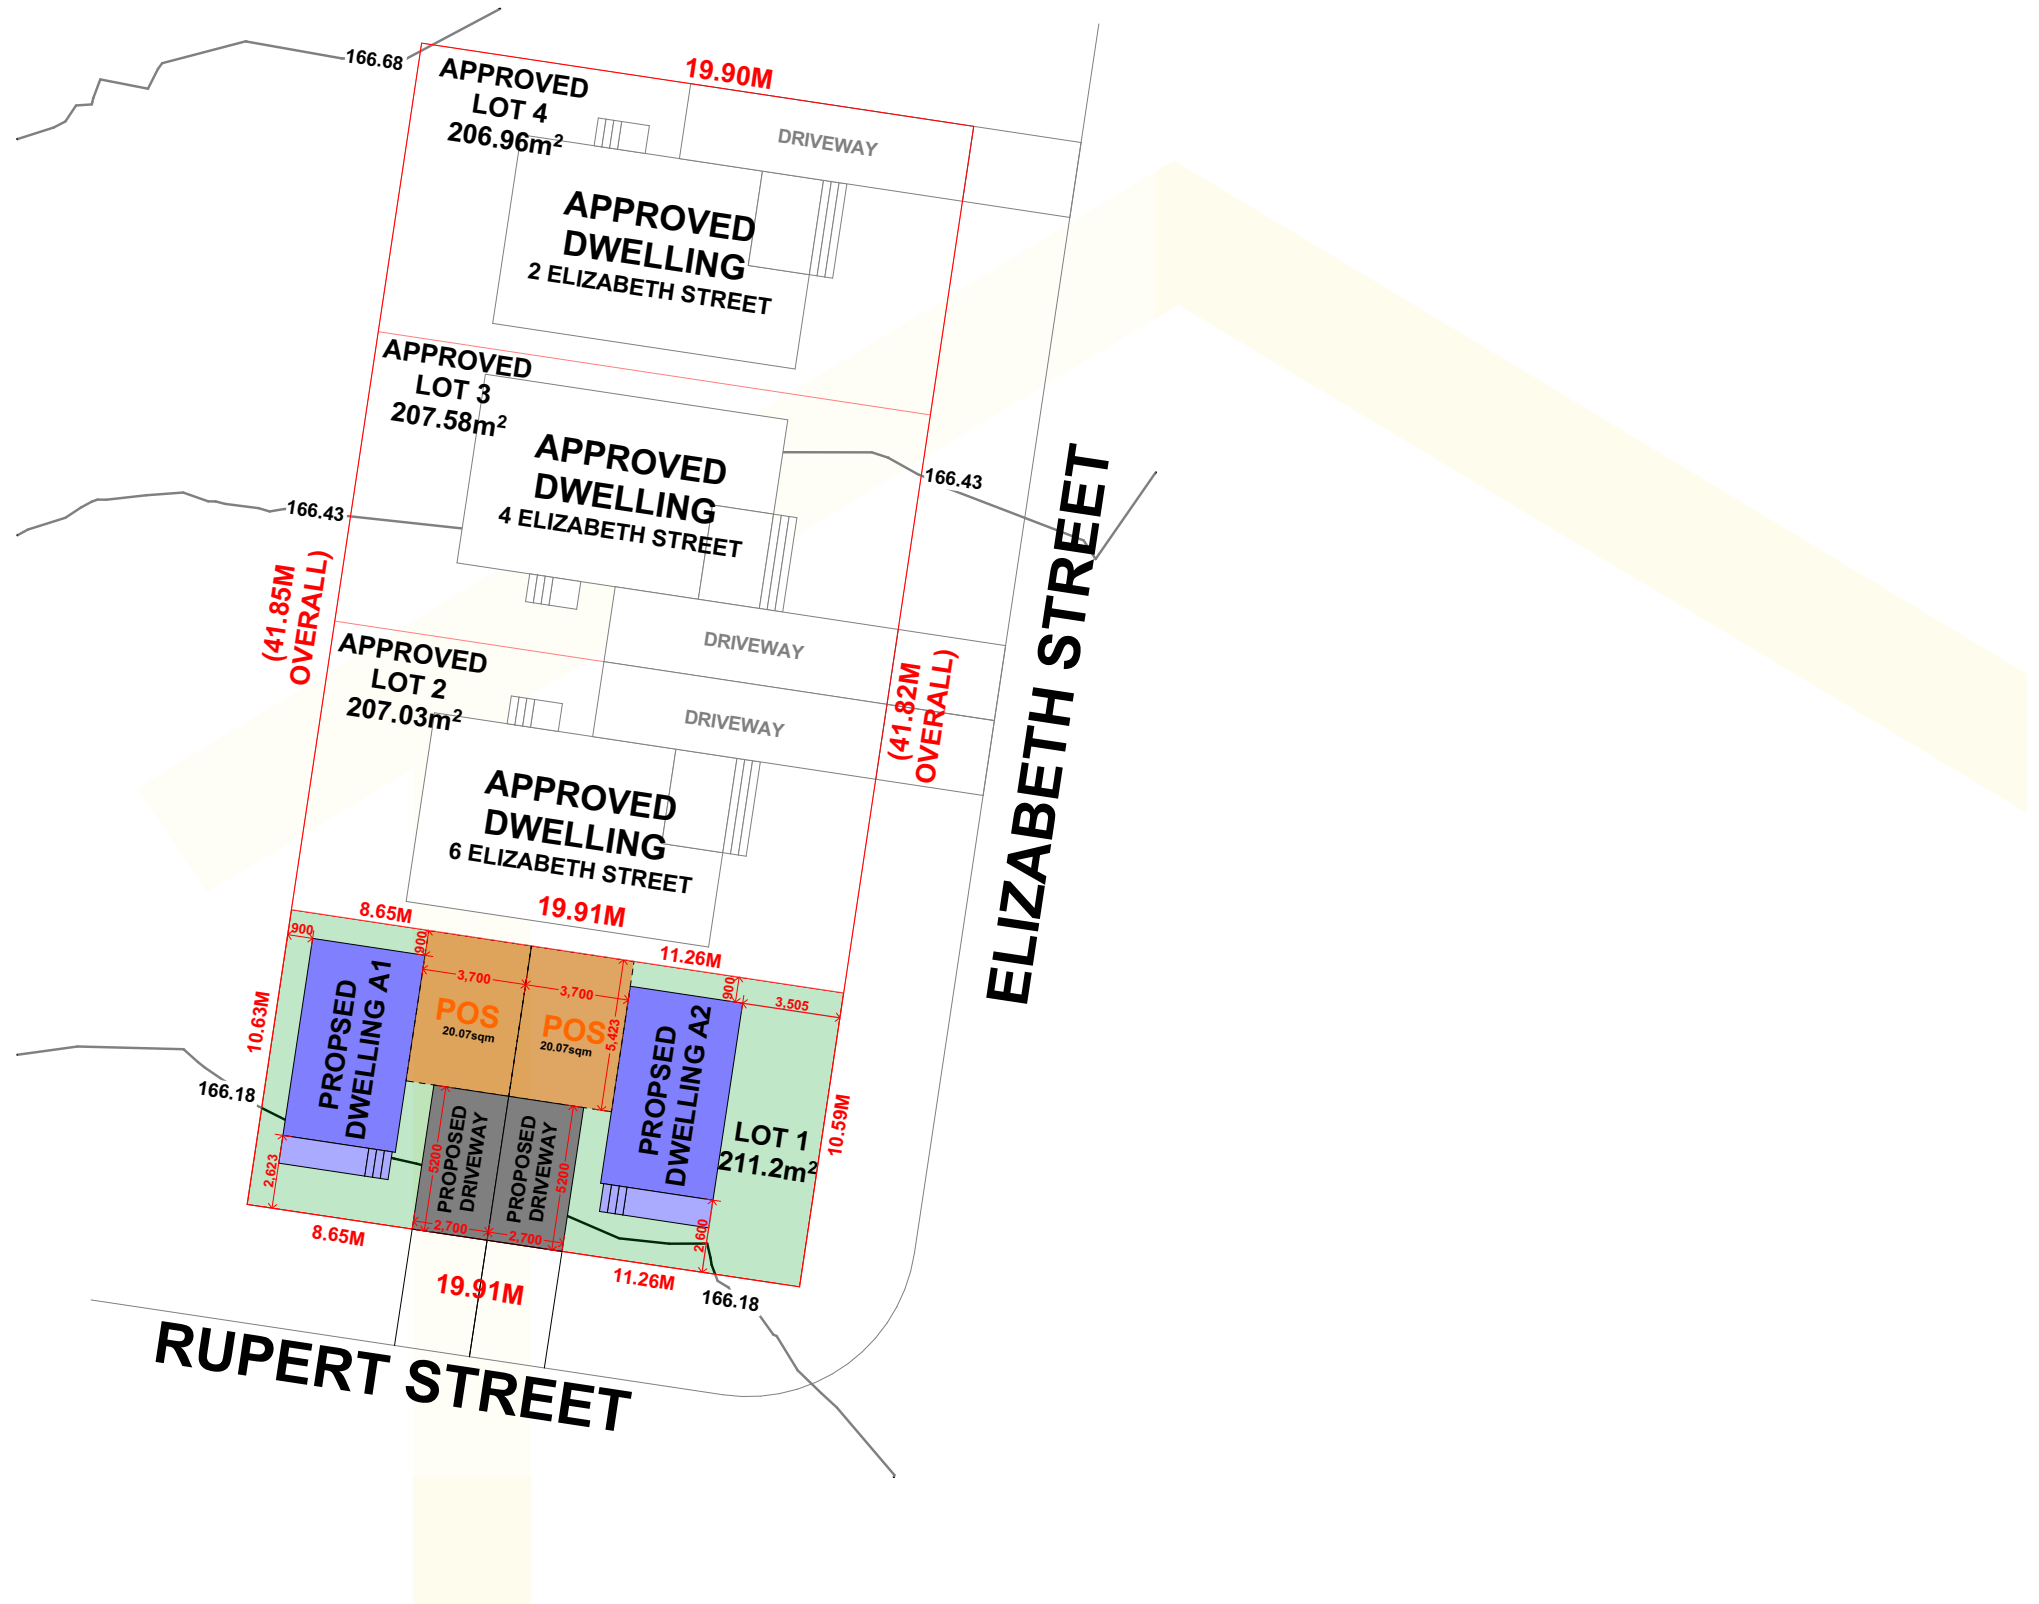 166.68
19.90M
APPROVED
LOT 4
206.96m²
DRIVEWAY
APPROVED
DWELLING
2 ELIZABETH STREET
APPROVED
LOT 3
207.58m²
APPROVED
DWELLING
4 ELIZABETH STREET
166.43
166.43
(41.85M
OVERALL)
DRIVEWAY
APPROVED
LOT 2
207.03m²
DRIVEWAY
(41.82M
OVERALL)
ELIZABETH STREET
APPROVED
DWELLING
6 ELIZABETH STREET
8.65M
19.91M
11.26M
900
900
900
3,700
3,700
3,505
PROPSED
DWELLING A1
POS
20.07sqm
POS
20.07sqm
5,423
PROPSED
DWELLING A2
10.63M
10.59M
166.18
LOT 1
211.2m²
5200
PROPOSED
DRIVEWAY
PROPOSED
DRIVEWAY
5200
2,623
2,600
2,700
2,700
8.65M
19.91M
11.26M
166.18
RUPERT STREET